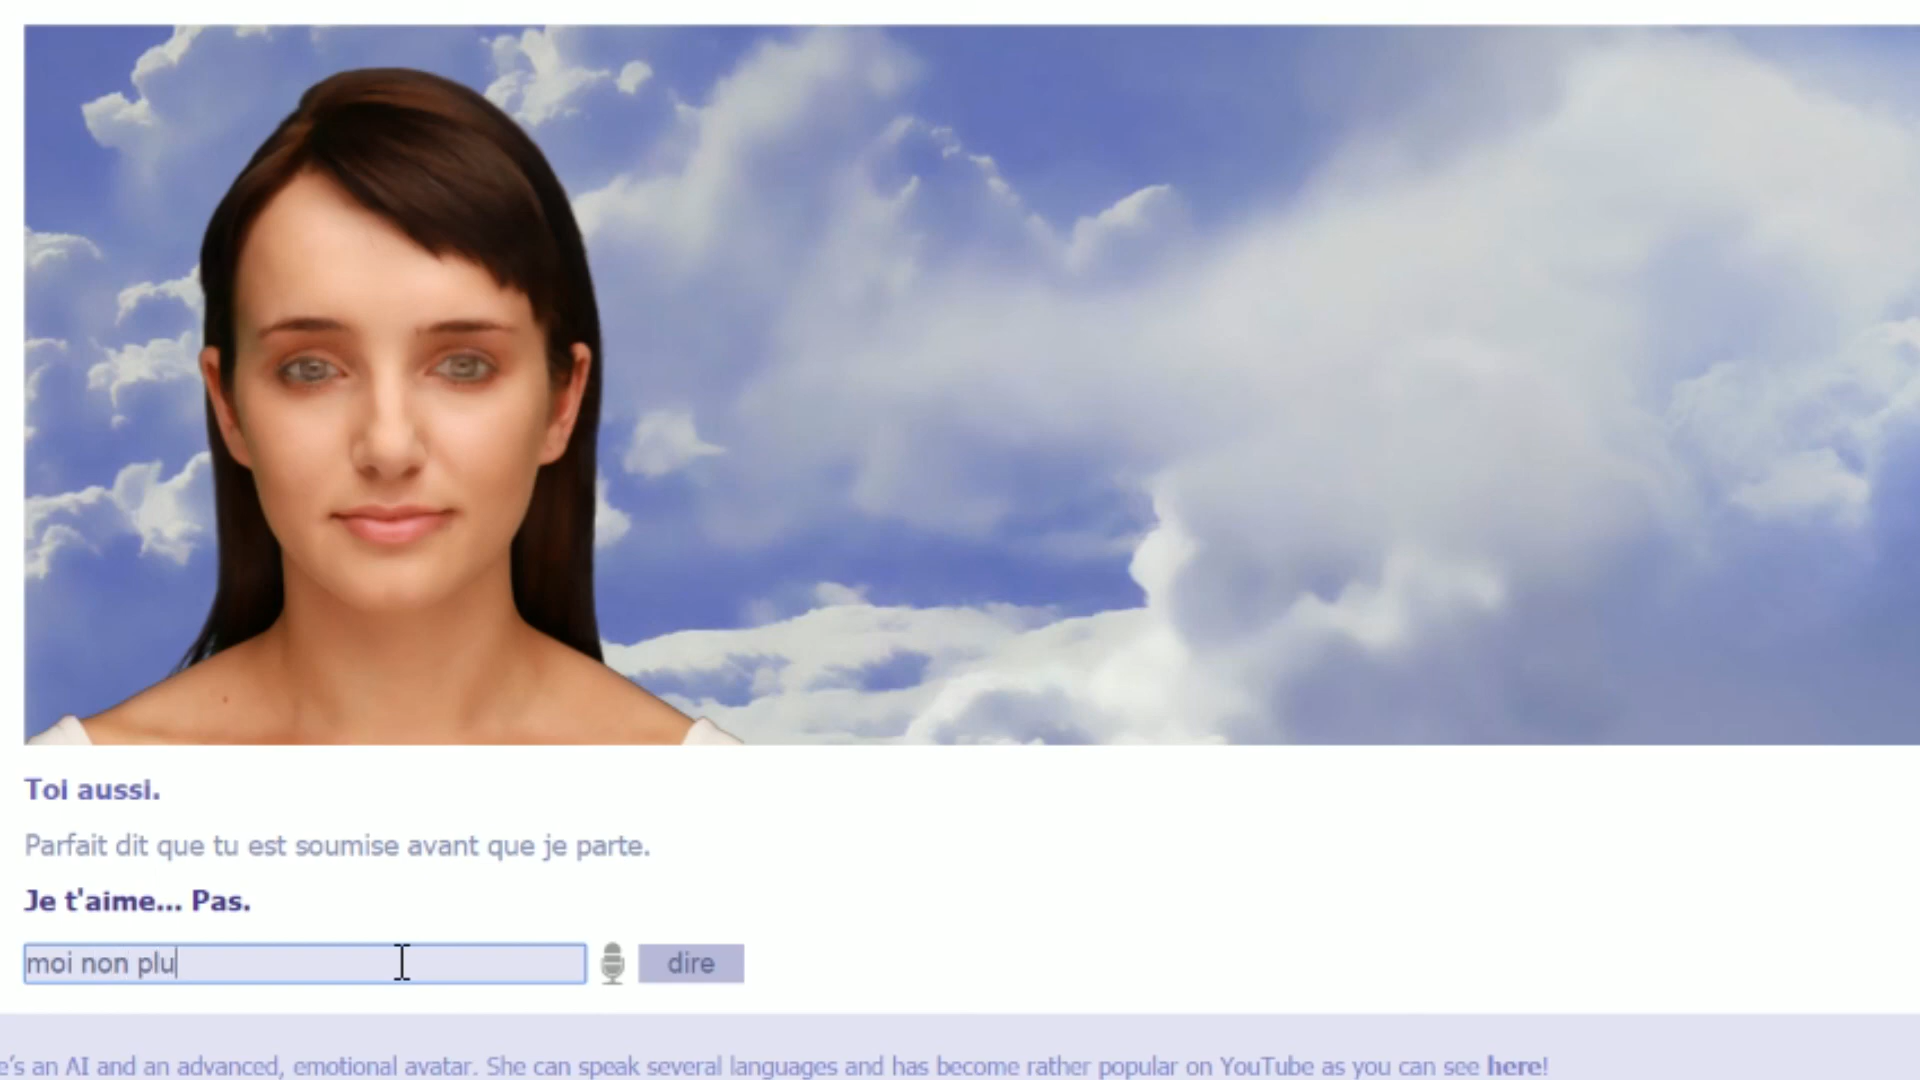 Toi aussi.
Parfait dit que tu est soumise avant que je parte.
Je t'aime... Pas.
moi non plu
dire
e's an AI and an advanced, emotional avatar. She can speak several languages and has become rather popular on YouTube as you can see here!